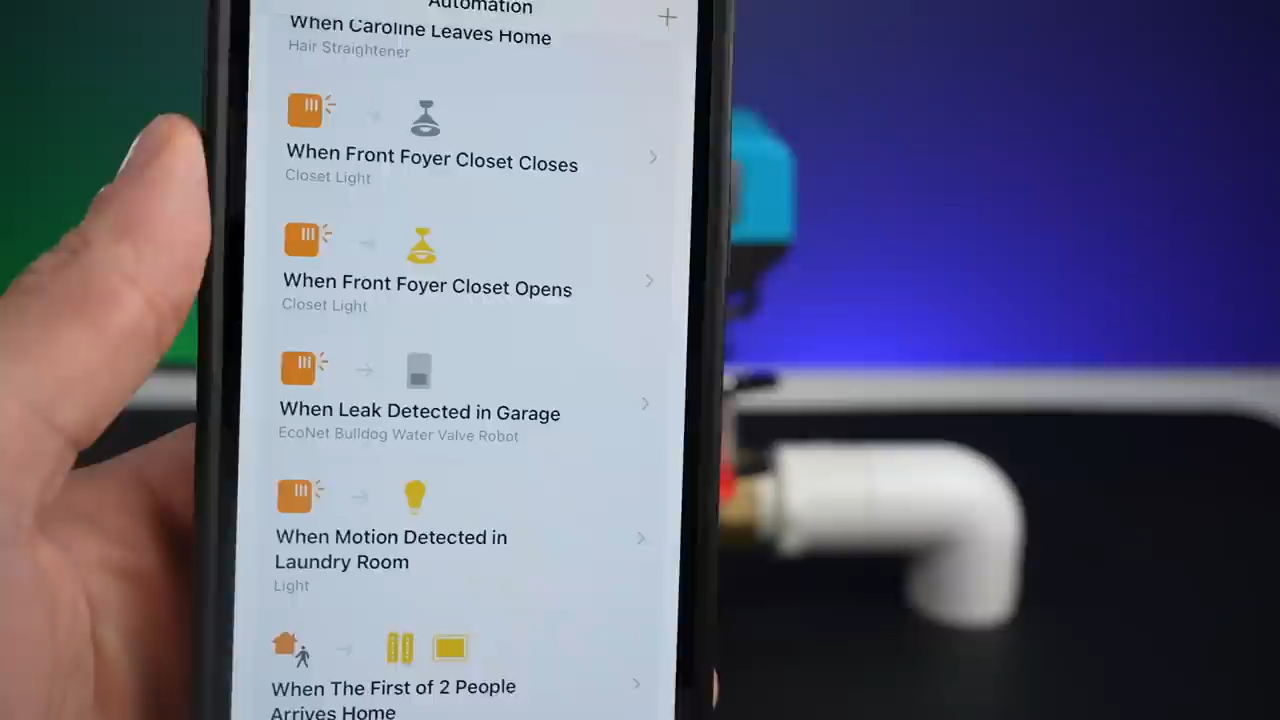 Automation
When Caroline Leaves Home
Hair Straightener
When Front Foyer Closet Closes
Closet Light
When Front Foyer Closet Opens
Closet Light
When Leak Detected in Garage
EcoNet Bulldog Water Valve Robot
When Motion Detected in
Laundry Room
Light
When The First of 2 People
Arrives Home